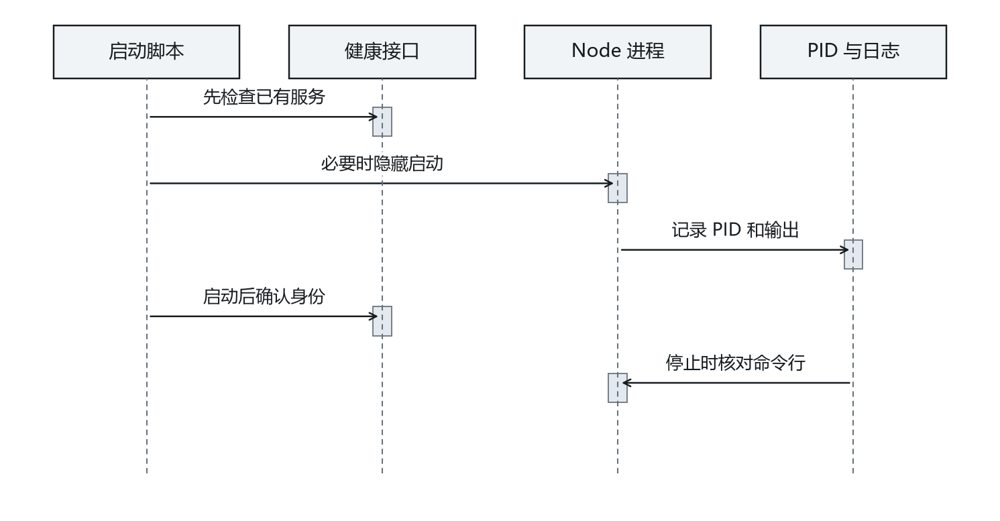 启动脚本
健康接口
Node 进程
PID 与日志
先检查已有服务
必要时隐藏启动
记录 PID 和输出
启动后确认身份
停止时核对命令行